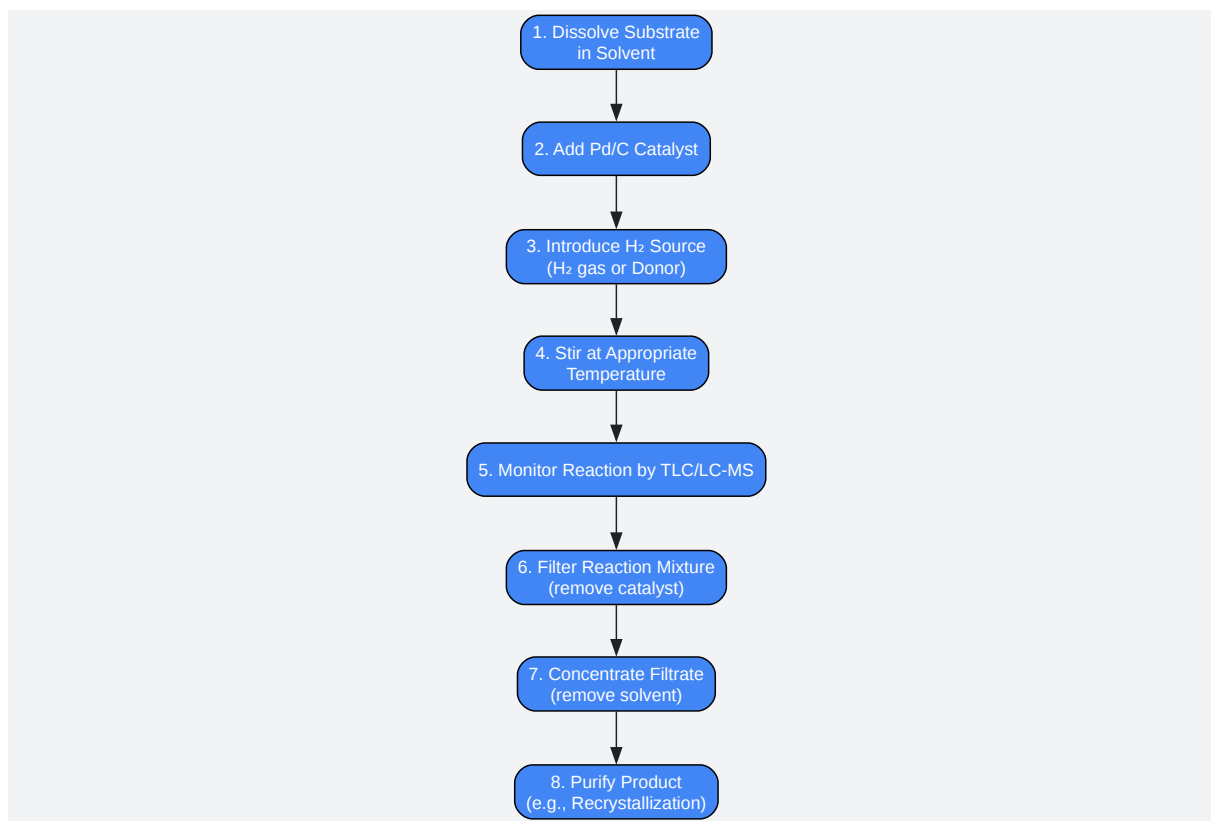 1. Dissolve Substrate
in Solvent
2. Add Pd/C Catalyst
3. Introduce H₂ Source
(H₂ gas or Donor)
4. Stir at Appropriate
Temperature
5. Monitor Reaction by TLC/LC-MS
6. Filter Reaction Mixture
(remove catalyst)
7. Concentrate Filtrate
(remove solvent)
8. Purify Product
(e.g., Recrystallization)